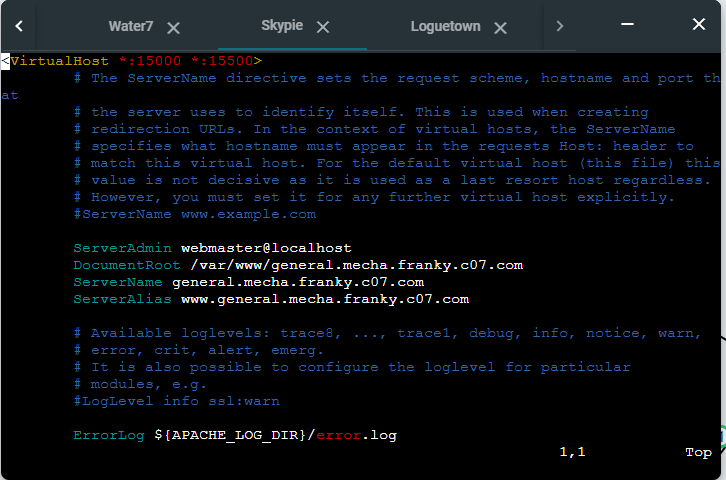 Water7 Skypie Loguetown
<VirtualHost *:15000 *:15500>
# The ServerName directive sets the request scheme, hostname and port th
at
# the server uses to identify itself. This is used when creating
# redirection URLs. In the context of virtual hosts, the ServerName
# specifies what hostname must appear in the requests Host: header to
# match this virtual host. For the default virtual host (this file) this
# value is not decisive as it is used as a last resort host regardless.
# However, you must set it for any further virtual host explicitly.
#ServerName www.example.com
ServerAdmin webmaster@localhost
DocumentRoot /var/www/general.mecha.franky.c07.com
ServerName general.mecha.franky.c07.com
ServerAlias www.general.mecha.franky.c07.com
# Available loglevels: trace8, ..., trace1, debug, info, notice, warn,
# error, crit, alert, emerg.
# It is also possible to configure the loglevel for particular
# modules, e.g.
#LogLevel info ssl:warn
ErrorLog ${APACHE_LOG_DIR}/error.log
1,1 Top